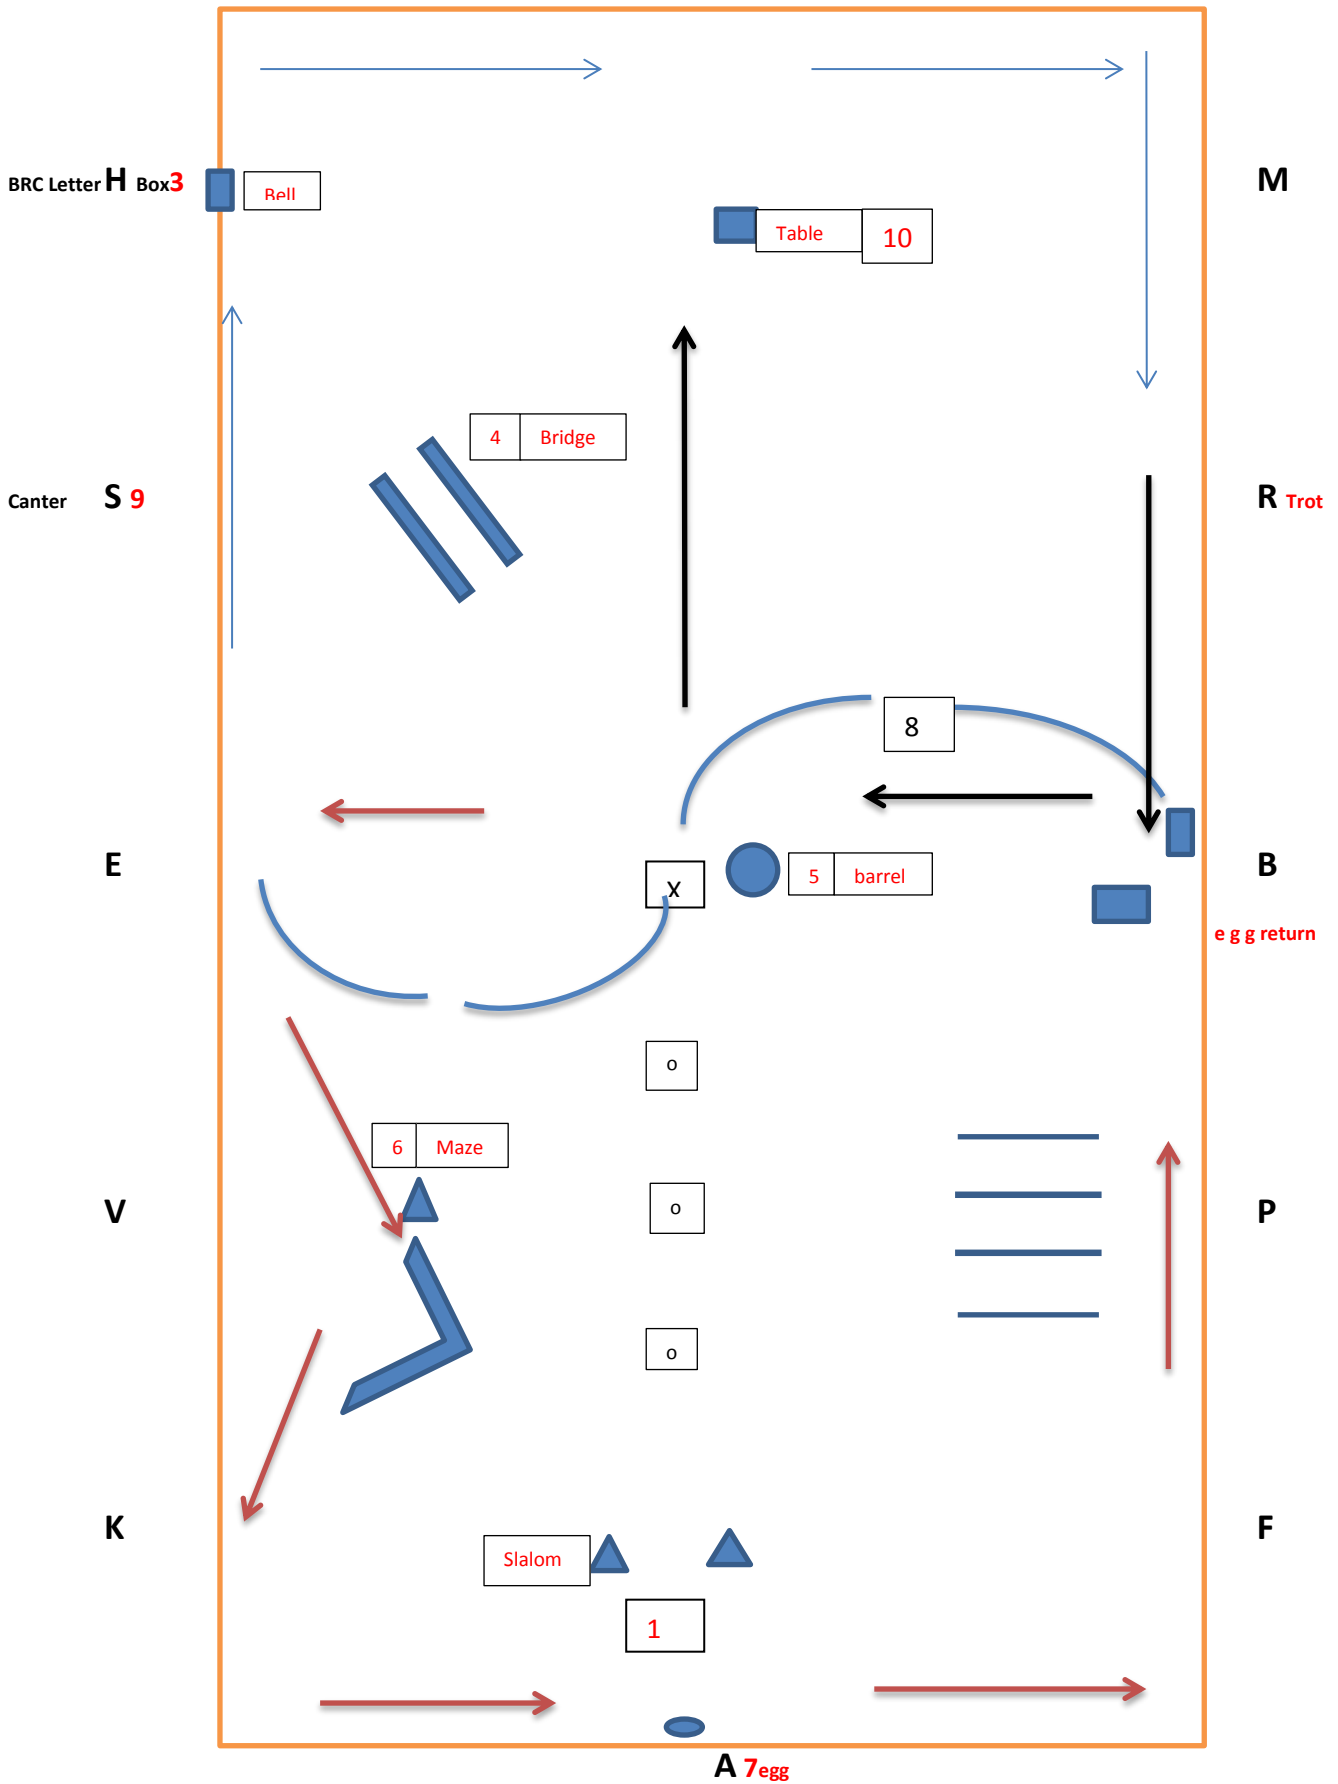 BRC Letter H Box3
Bell
M
Table 10
4 Bridge
Canter S 9
R Trot
8
E
X
5 barrel
B
e g g return
o
6 Maze
V
o
P
o
K
F
Slalom
1
A 7egg